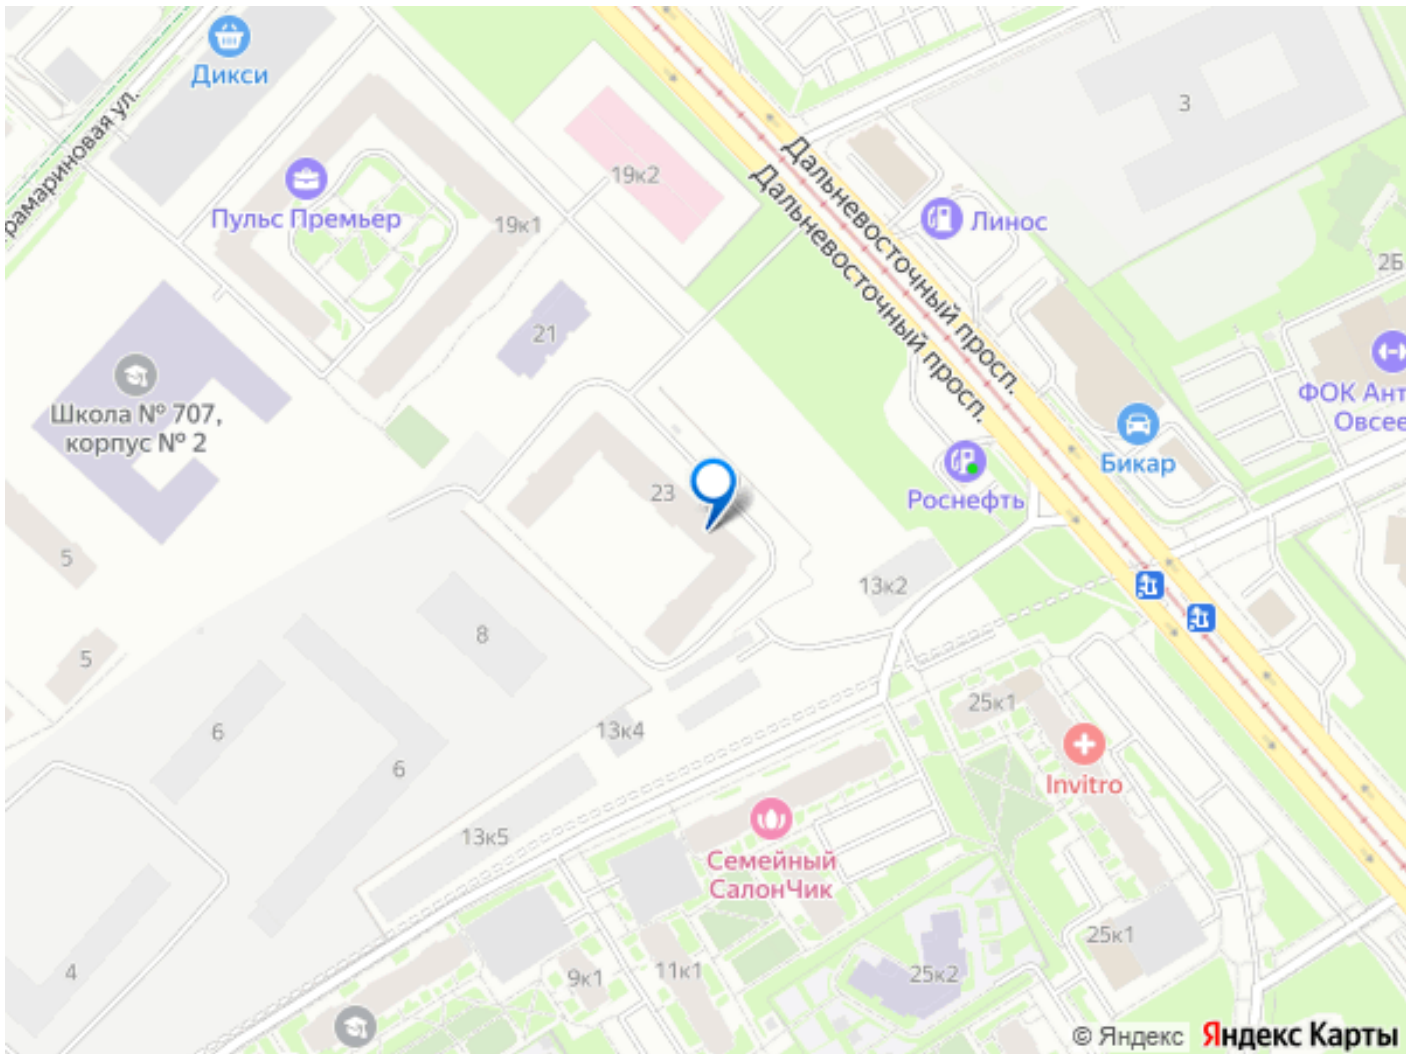 Дикси
рамариновая ул.
3
19к2
Дальневосточный просп.
Дальневосточный просп.
Пульс Премьер
19к1
Линос
2Б
21
Школа № 707,
корпус № 2
ФОК Ант
Овсее
Бикар
23
Роснефть
5
13к2
8
5
25к1
6
13к4
6
Invitro
13к5
Семейный
СалонЧик
25к1
4
9к1
11к1
25к2
© Яндекс Яндекс Карты